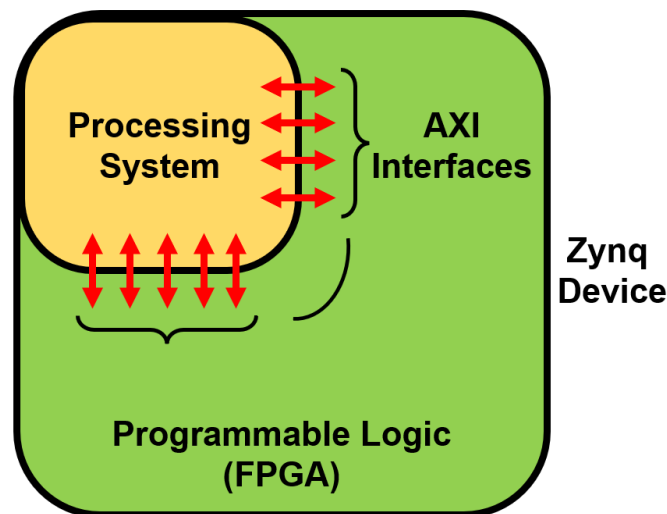 Processing
System
AXI
Interfaces
Zynq
Device
Programmable Logic
(FPGA)